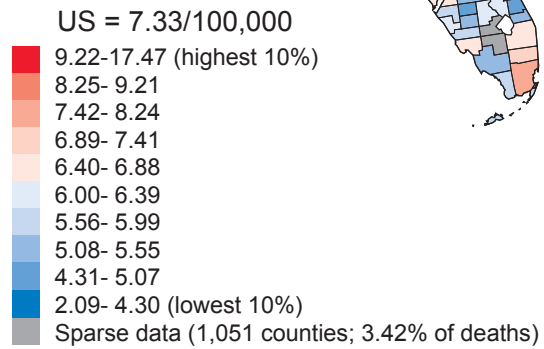 US = 7.33/100,000
9.22-17.47 (highest 10%)
8.25- 9.21
7.42- 8.24
6.89- 7.41
6.40- 6.88
6.00- 6.39
5.56- 5.99
5.08- 5.55
4.31- 5.07
2.09- 4.30 (lowest 10%)
Sparse data (1,051 counties; 3.42% of deaths)